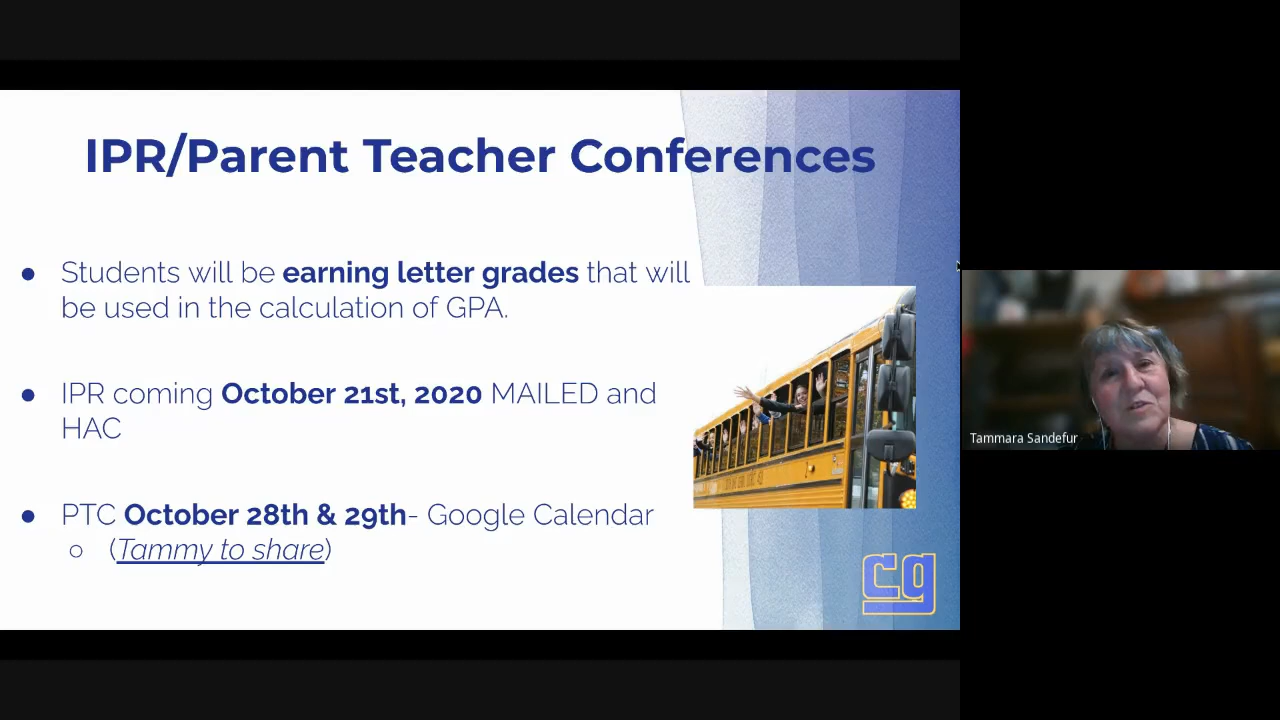 IPR/Parent Teacher Conferences
● Students will be earning letter grades that will
be used in the calculation of GPA.
● IPR coming October 21st, 2020 MAILED and
HAC
● PTC October 28th & 29th- Google Calendar
○ (Tammy to share)
cg
Tammara Sandefur